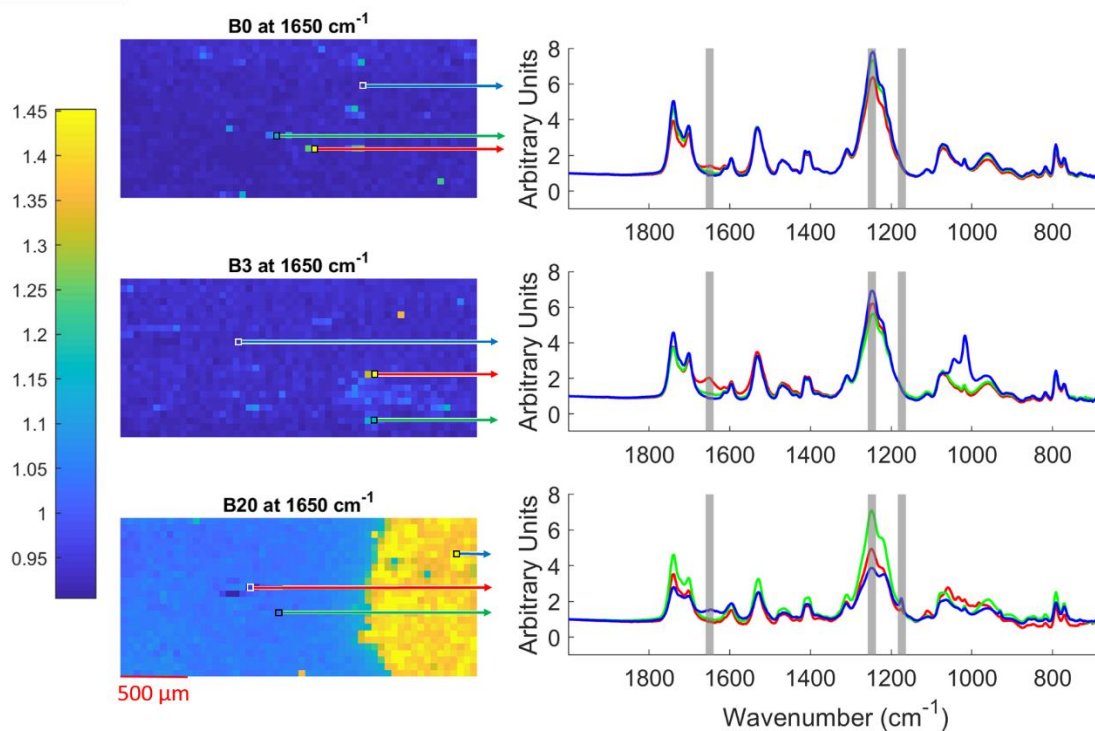 B0 at 1650 cm⁻¹
B3 at 1650 cm⁻¹
B20 at 1650 cm⁻¹
1.45
1.4
1.35
1.3
1.25
1.2
1.15
1.1
1.05
1
0.95
500 µm
Arbitrary Units
8
6
4
2
0
1800 1600 1400 1200 1000 800
Arbitrary Units
8
6
4
2
0
1800 1600 1400 1200 1000 800
Arbitrary Units
8
6
4
2
0
1800 1600 1400 1200 1000 800
Wavenumber (cm⁻¹)